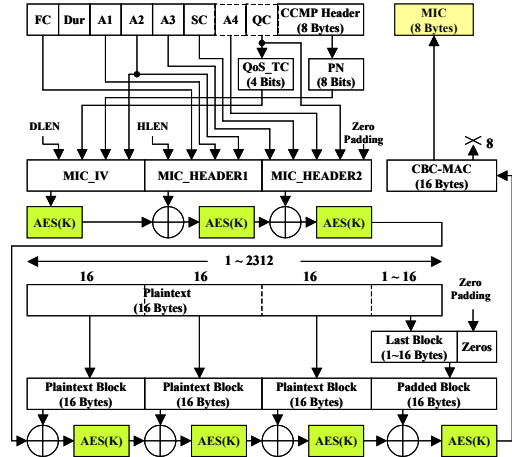 FC Dur A1 A2 A3 SC A4 QC CCMP Header
(8 Bytes)
MIC
(8 Bytes)
QoS_TC
(4 Bits)
PN
(8 Bits)
DLEN
HLEN
Zero
Padding
8
MIC_IV MIC_HEADER1 MIC_HEADER2
CBC-MAC
(16 Bytes)
AES(K) AES(K) AES(K)
1 ~ 2312
16 16 16 1 ~ 16
Plaintext
(16 Bytes)
Zero
Padding
Last Block
(1~16 Bytes)
Zeros
Plaintext Block
(16 Bytes)
Plaintext Block
(16 Bytes)
Plaintext Block
(16 Bytes)
Padded Block
(16 Bytes)
AES(K) AES(K) AES(K) AES(K)